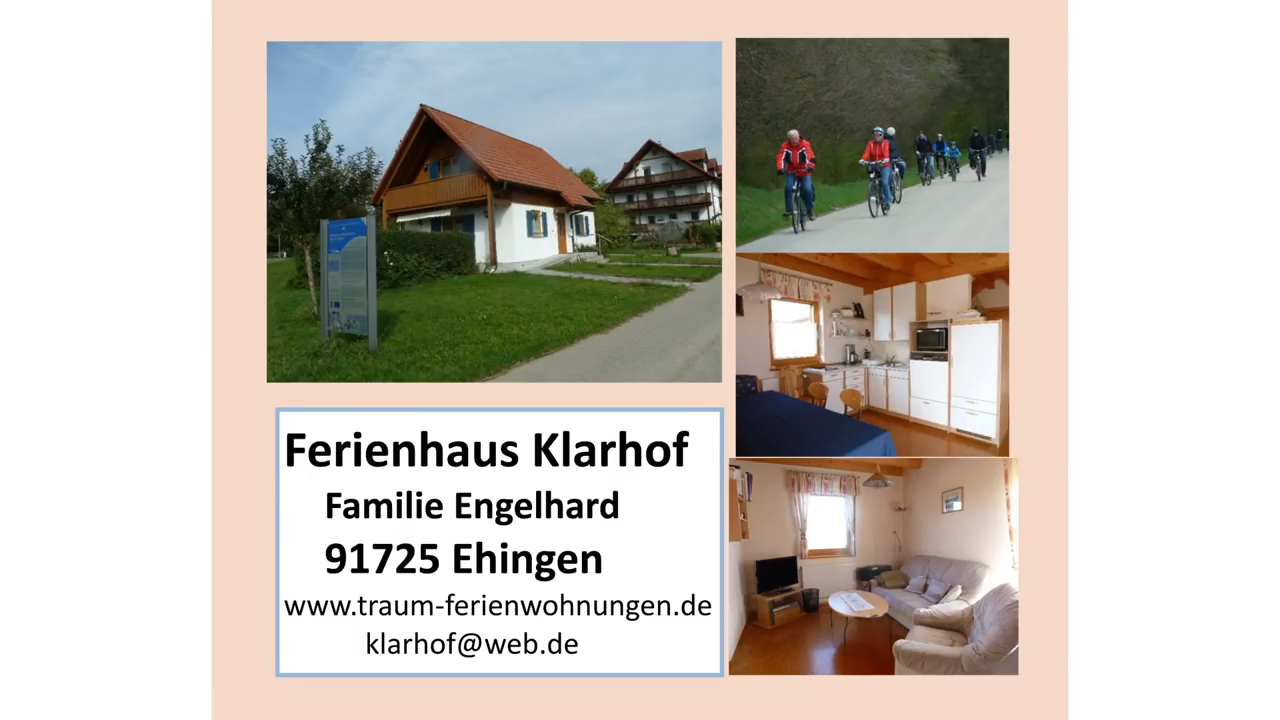 Ferienhaus Klarhof
Familie Engelhard
91725 Ehingen
www.traum-ferienwohnungen.de
klarhof@web.de